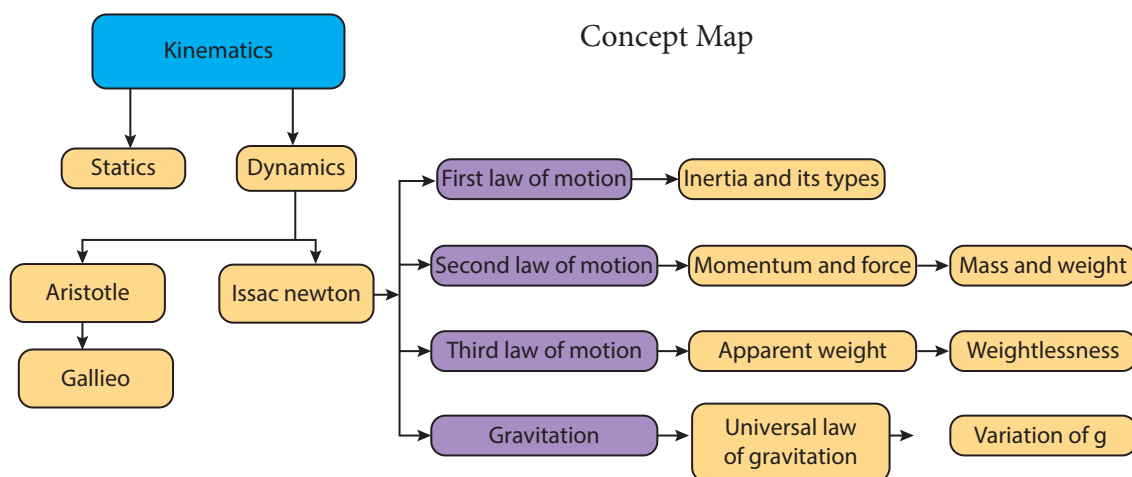 Concept Map
Kinematics
Statics
Dynamics
First law of motion
Inertia and its types
Second law of motion
Momentum and force
Mass and weight
Aristotle
Issac newton
Third law of motion
Apparent weight
Weightlessness
Gallieo
Gravitation
Universal law
of gravitation
Variation of g